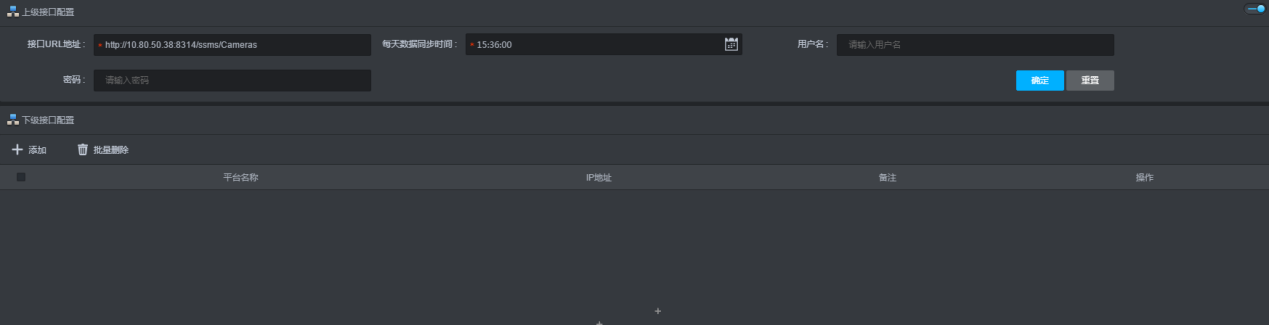 上级接口配置
接口URL地址： * http://10.80.50.38:8314/ssms/Cameras 每天数据同步时间： * 15:36:00 用户名： 请输入用户名
密码： 请输入密码 确定 重置
下级接口配置
+ 添加 批量删除
平台名称 IP地址 备注 操作